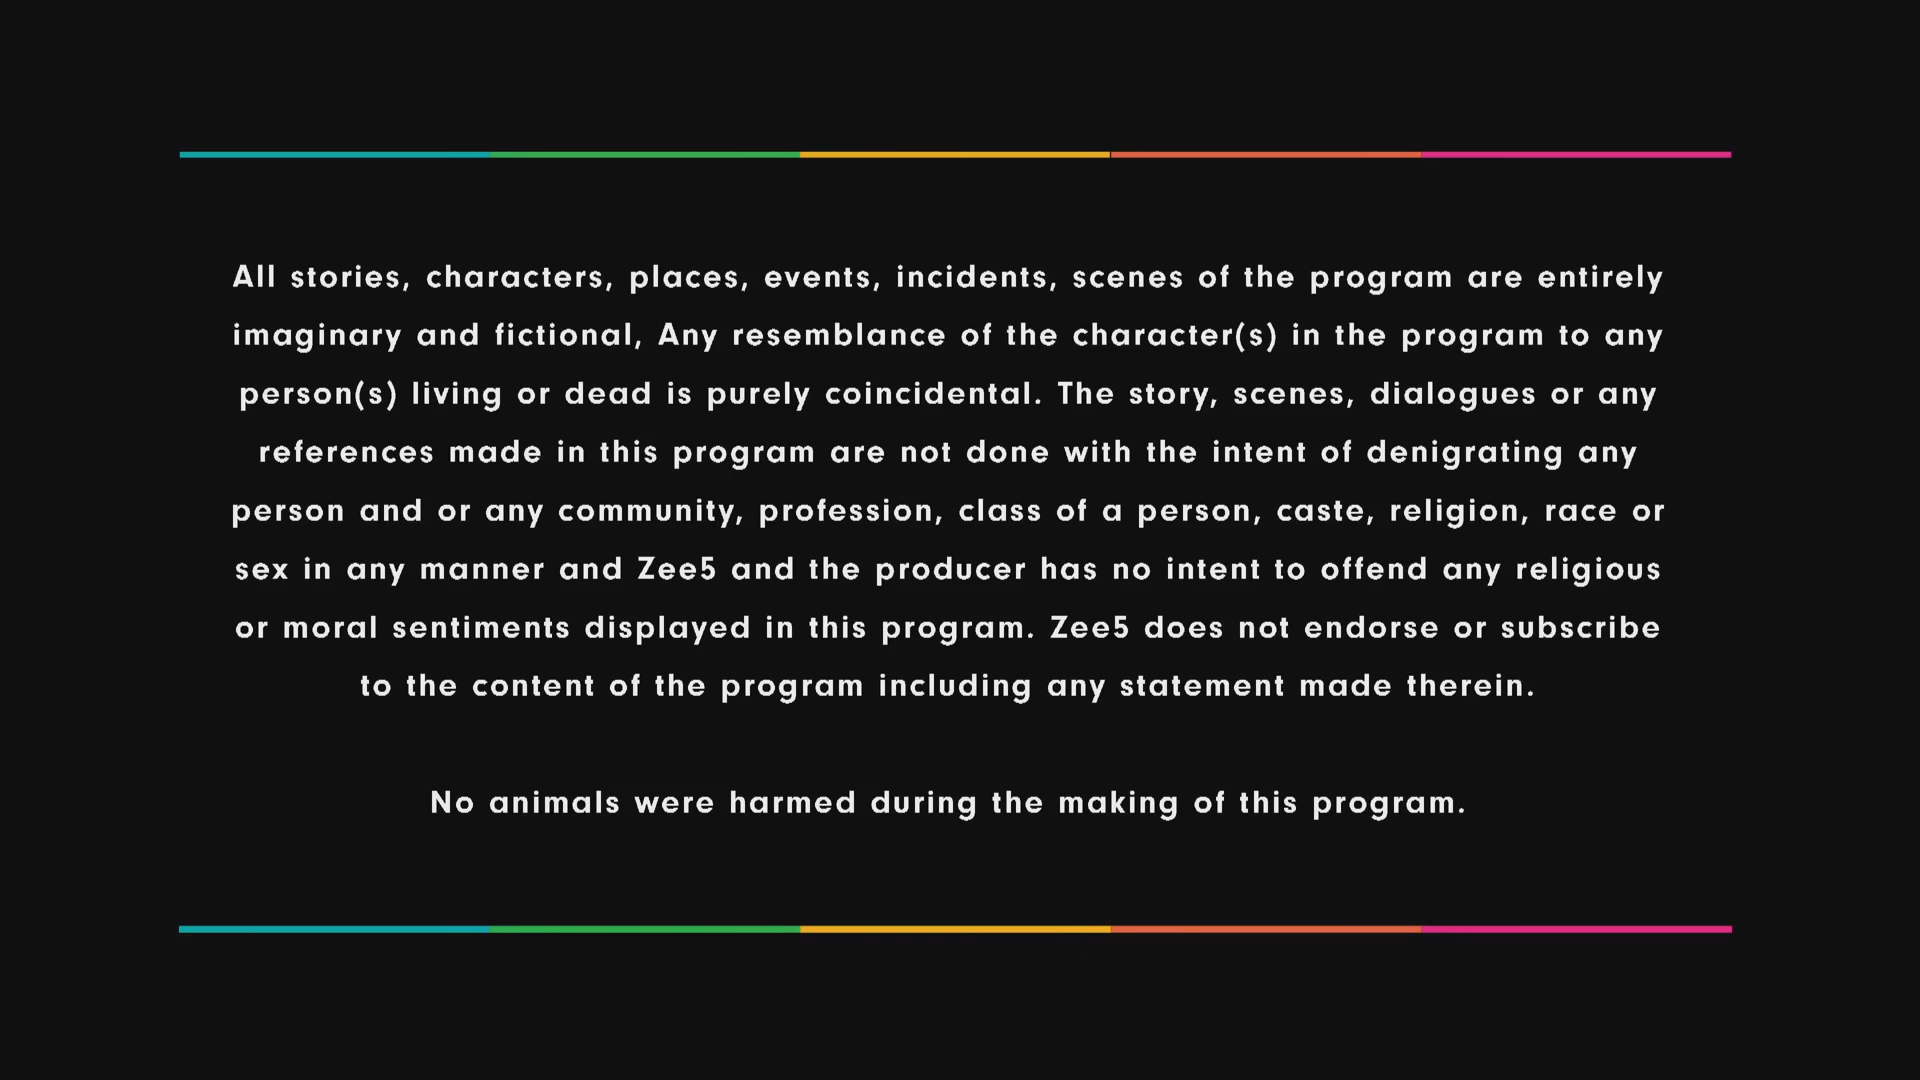 All stories, characters, places, events, incidents, scenes of the program are entirely
imaginary and fictional, Any resemblance of the character(s) in the program to any
person(s) living or dead is purely coincidental. The story, scenes, dialogues or any
references made in this program are not done with the intent of denigrating any
person and or any community, profession, class of a person, caste, religion, race or
sex in any manner and Zee5 and the producer has no intent to offend any religious
or moral sentiments displayed in this program. Zee5 does not endorse or subscribe
to the content of the program including any statement made therein.
No animals were harmed during the making of this program.